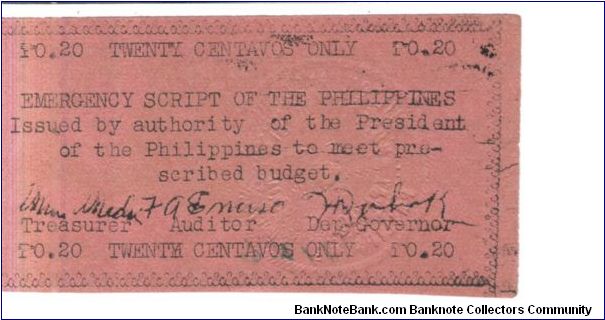 ₱0.20 TWENTY CENTAVOS ONLY ₱0.20
EMERGENCY SCRIPT OF THE PHILIPPINES
Issued by authority of the President
of the Philippines to meet pre-
scribed budget.
Treasurer Auditor Dep-Governor
₱0.20 TWENTY CENTAVOS ONLY ₱0.20
BankNoteBank.com Banknote Collectors Community